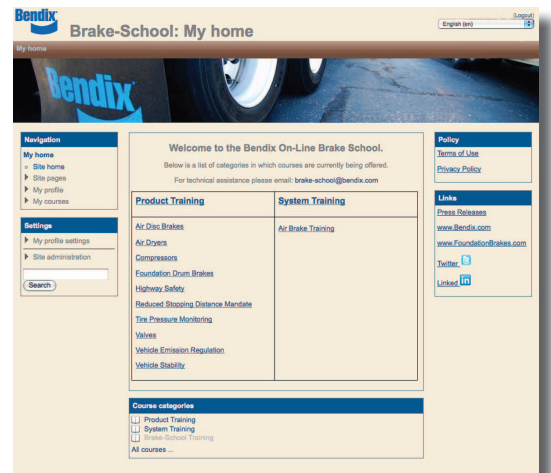 Bendix
Brake-School: My home
(Logout)
English (en)
My home
Bendix
Navigation
My home
Site home
Site pages
My profile
My courses
Settings
My profile settings
Site administration
Search
Welcome to the Bendix On-Line Brake School.
Below is a list of categories in which courses are currently being offered.
For technical assistance please email: brake-school@bendix.com
Product Training
Air Disc Brakes
Air Dryers
Compressors
Foundation Drum Brakes
Highway Safety
Reduced Stopping Distance Mandate
Tire Pressure Monitoring
Valves
Vehicle Emission Regulation
Vehicle Stability
System Training
Air Brake Training
Course categories
Product Training
System Training
Brake-School Training
All courses ...
Policy
Terms of Use
Privacy Policy
Links
Press Releases
www.Bendix.com
www.FoundationBrakes.com
Twitter
Linked in